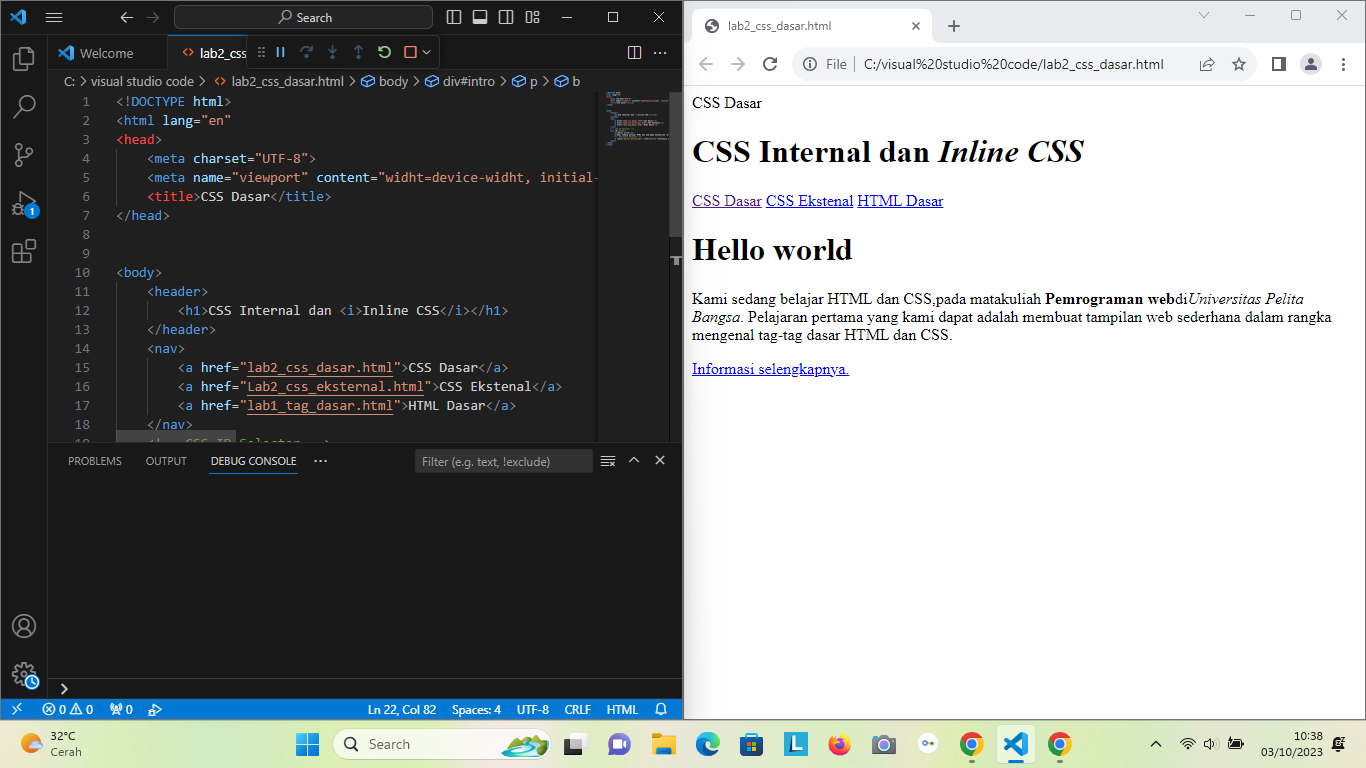 Search
Welcome
lab2_css
C: > visual studio code > lab2_css_dasar.html > body > div#intro > p > b
1 <!DOCTYPE html>
2 <html lang="en"
3 <head>
4 <meta charset="UTF-8">
5 <meta name="viewport" content="widht=device-widht, initial-
6 <title>CSS Dasar</title>
7 </head>
8
9
10 <body>
11 <header>
12 <h1>CSS Internal dan <i>Inline CSS</i></h1>
13 </header>
14 <nav>
15 <a href="lab2_css_dasar.html">CSS Dasar</a>
16 <a href="Lab2_css_eksternal.html">CSS Ekstenal</a>
17 <a href="lab1_tag_dasar.html">HTML Dasar</a>
18 </nav>
PROBLEMS OUTPUT DEBUG CONSOLE ···
Filter (e.g. text, !exclude)
1
0 0 0 Ln 22, Col 82 Spaces: 4 UTF-8 CRLF HTML
lab2_css_dasar.html
File | C:/visual%20studio%20code/lab2_css_dasar.html
CSS Dasar
CSS Internal dan Inline CSS
CSS Dasar CSS Ekstenal HTML Dasar
Hello world
Kami sedang belajar HTML dan CSS,pada matakuliah Pemrograman webdiUniversitas Pelita
Bangsa. Pelajaran pertama yang kami dapat adalah membuat tampilan web sederhana dalam rangka
mengenal tag-tag dasar HTML dan CSS.
Informasi selengkapnya.
32°C
Cerah
Search
L
10:38
03/10/2023